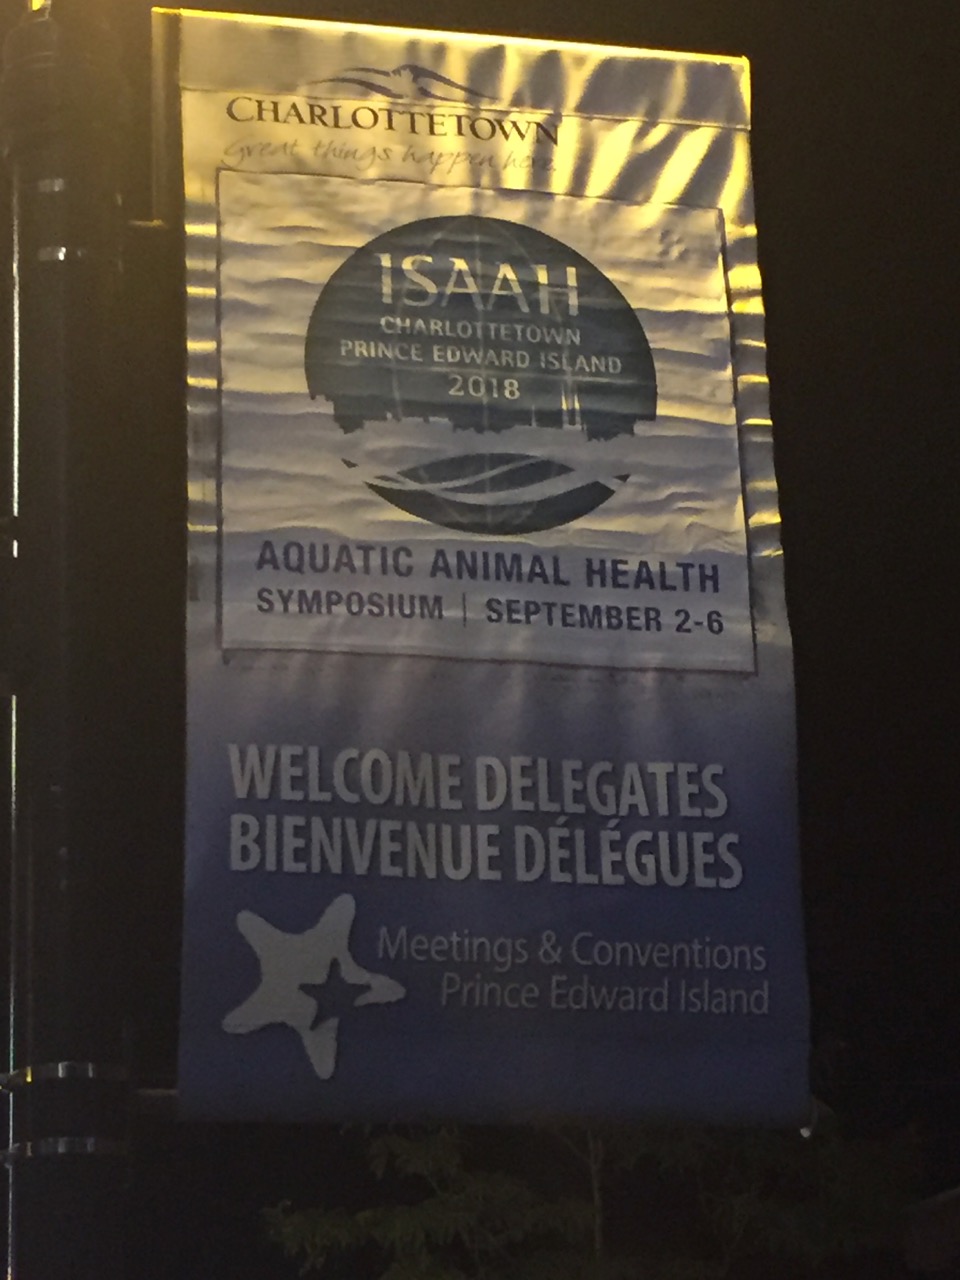 CHARLOTTETOWN
Great things happen here.
ISAAH
CHARLOTTETOWN
PRINCE EDWARD ISLAND
2018
AQUATIC ANIMAL HEALTH
SYMPOSIUM | SEPTEMBER 2-6
WELCOME DELEGATES
BIENVENUE DÉLÉGUES
Meetings & Conventions
Prince Edward Island